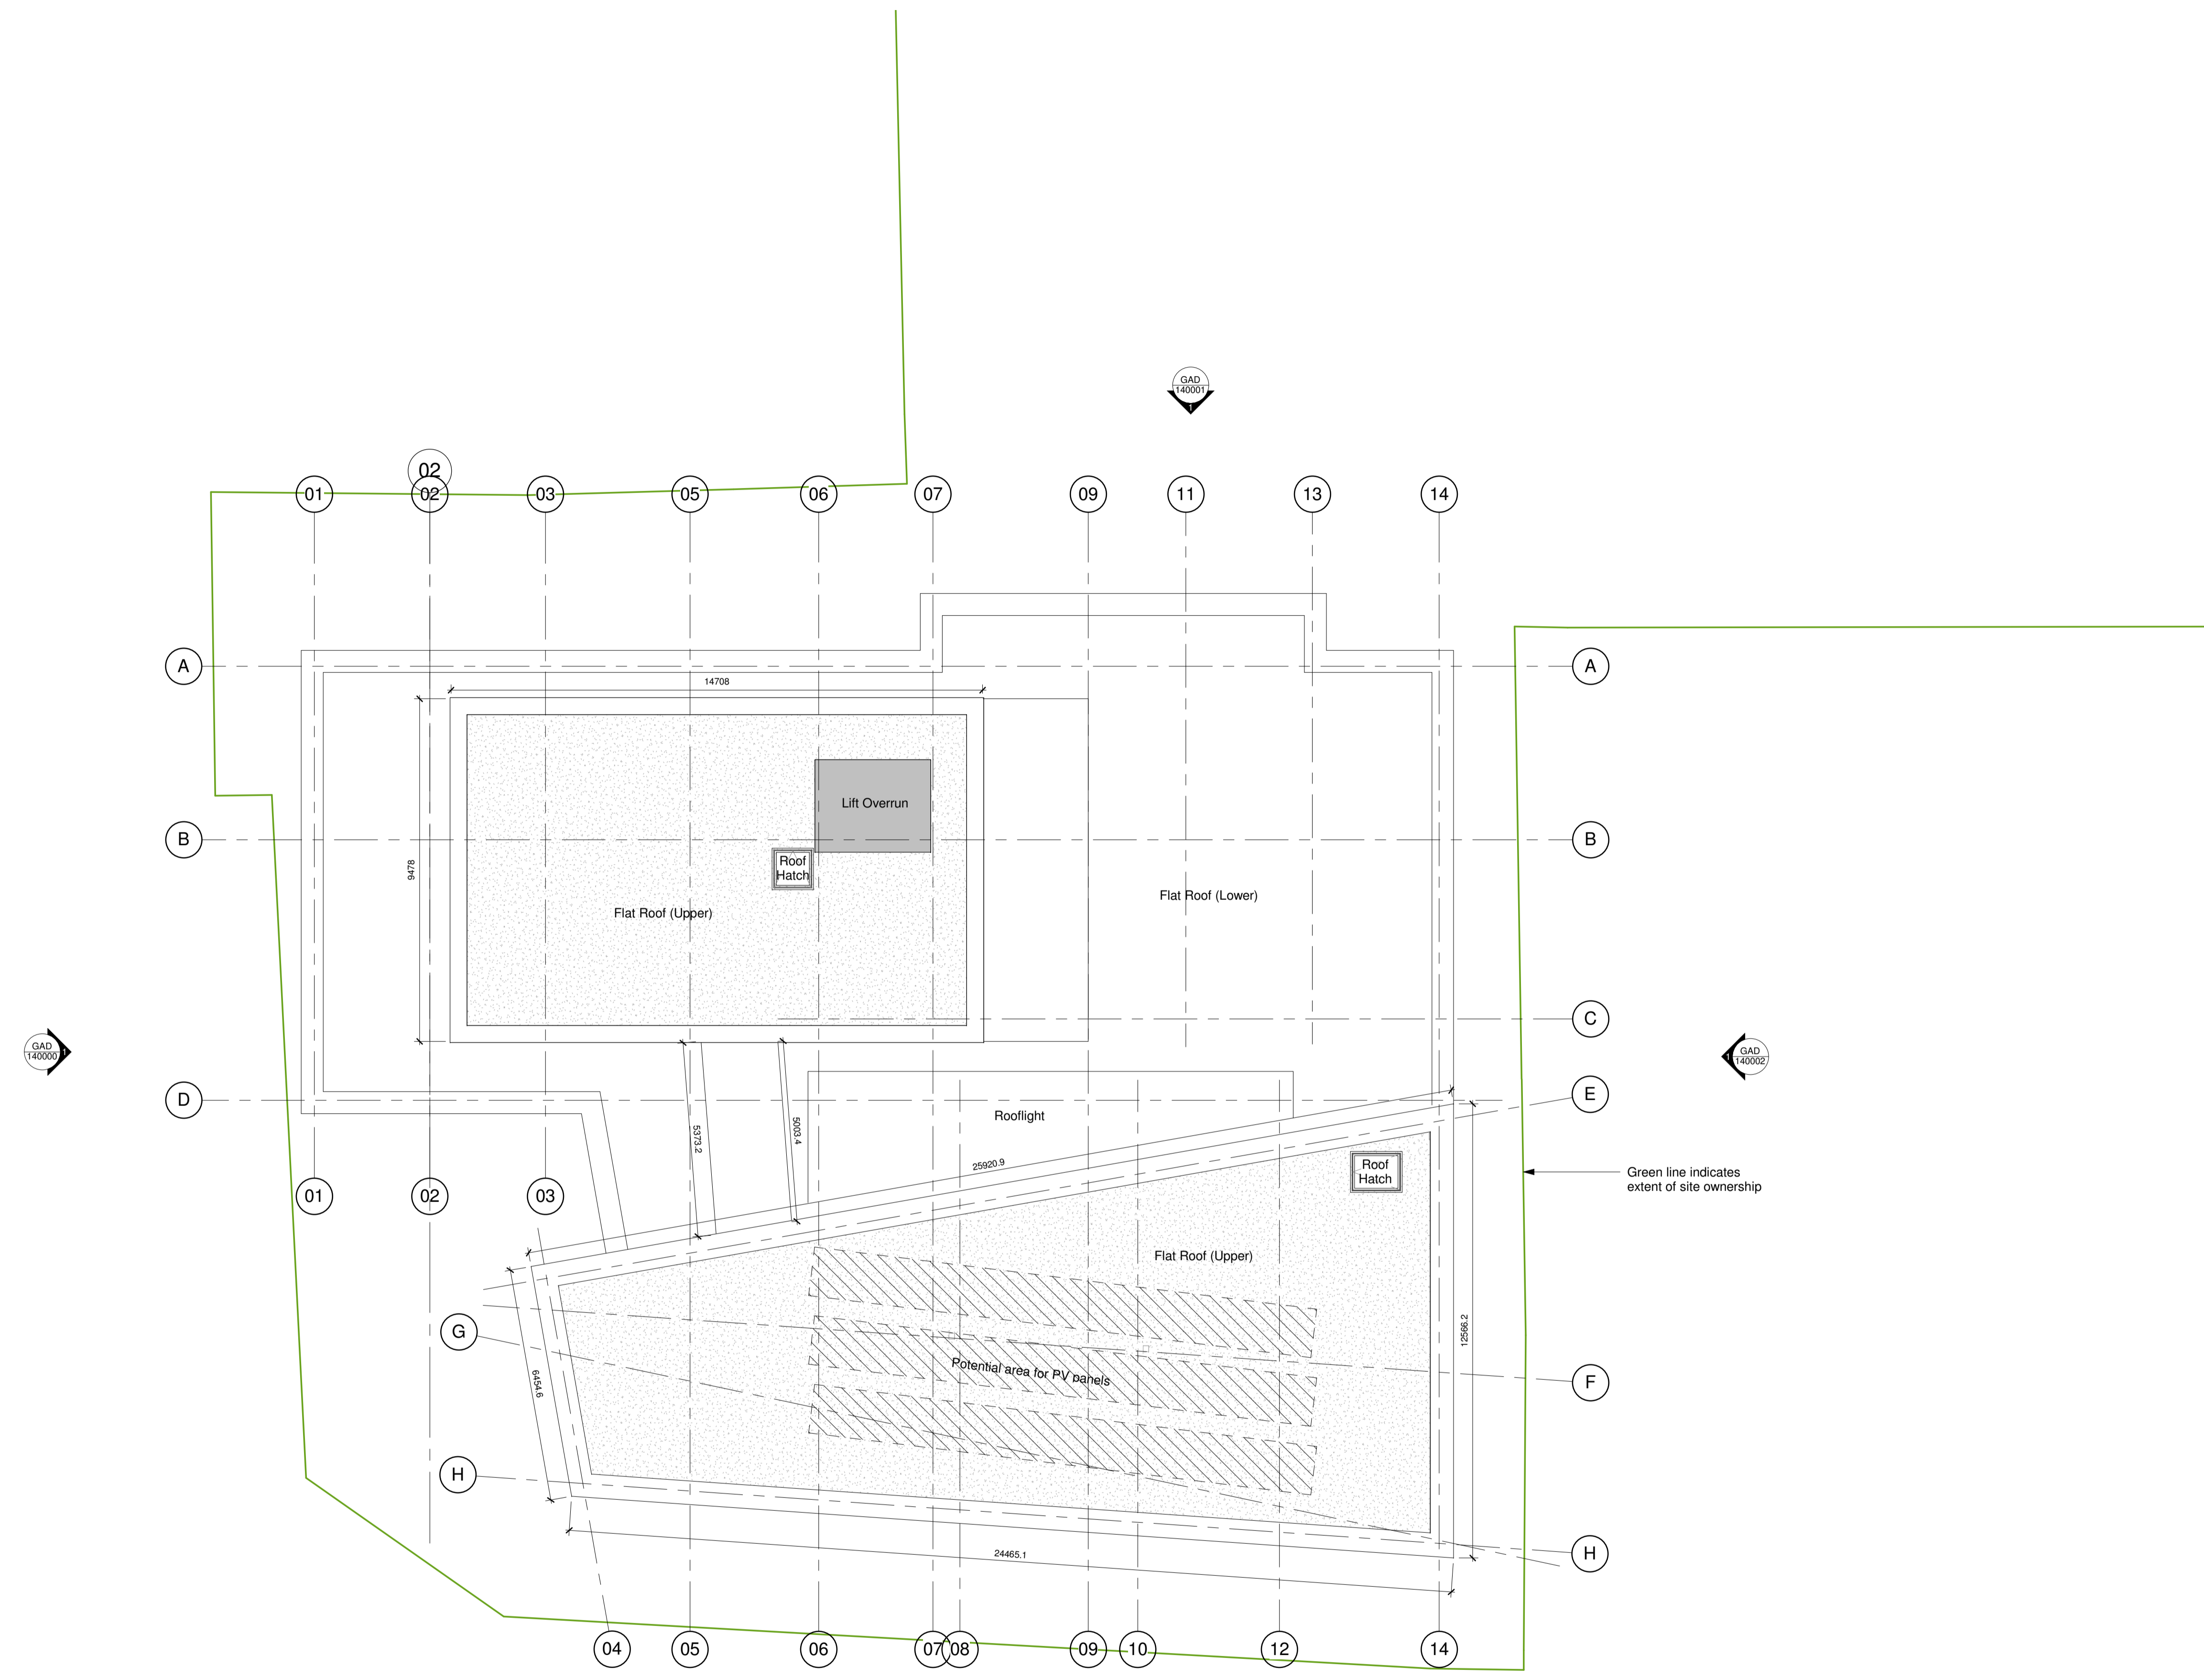 GAD
140001
1
02
01
02
03
05
06
07
09
11
13
14
A
A
14708
Lift Overrun
B
B
9478
Roof
Hatch
Flat Roof (Lower)
Flat Roof (Upper)
C
GAD
140000
1
1
GAD
140002
D
E
Rooflight
5373.2
5003.4
25920.9
Roof
Hatch
Green line indicates
extent of site ownership
01
02
03
Flat Roof (Upper)
12566.2
G
Potential area for PV panels
6454.6
F
H
24465.1
H
04
05
06
07
08
09
10
12
14